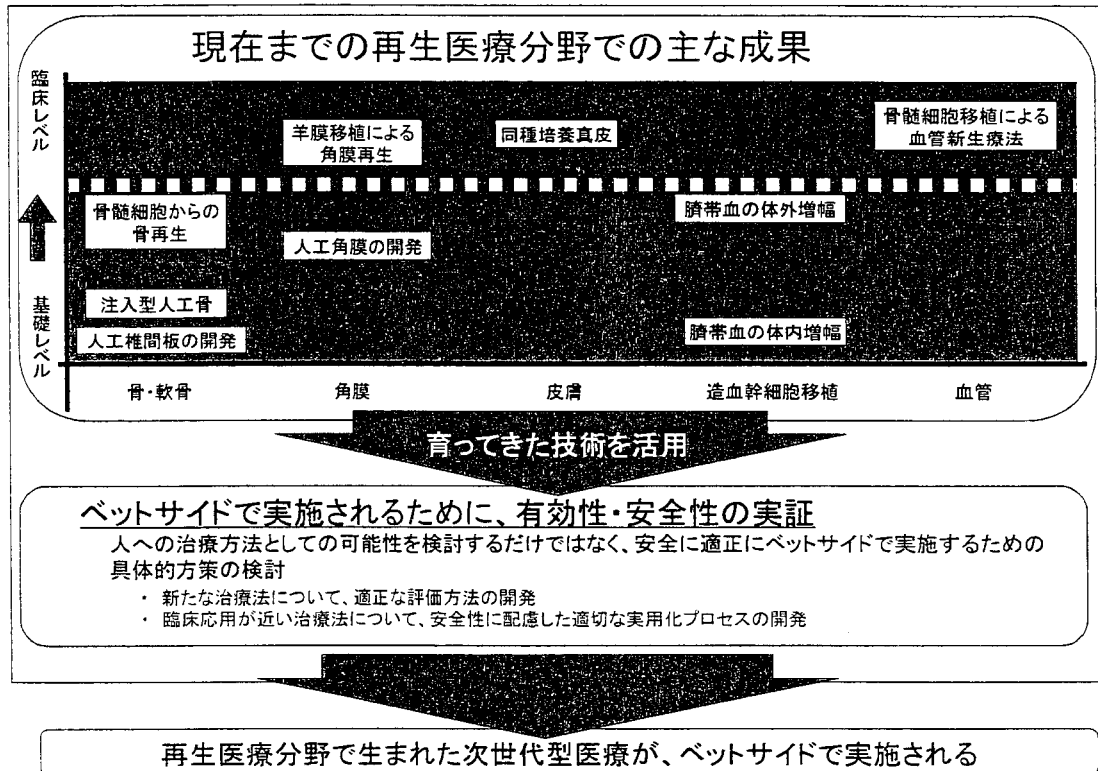 現在までの再生医療分野での主な成果
臨床レベル
基礎レベル
羊膜移植による
角膜再生
同種培養真皮
骨髄細胞移植による
血管新生療法
骨髄細胞からの
骨再生
臍帯血の体外増幅
人工角膜の開発
注入型人工骨
人工椎間板の開発
臍帯血の体内増幅
骨・軟骨
角膜
皮膚
造血幹細胞移植
血管
育ってきた技術を活用
ベットサイドで実施されるために、有効性・安全性の実証
人への治療方法としての可能性を検討するだけではなく、安全に適正にベットサイドで実施するための
具体的方策の検討
・ 新たな治療法について、適正な評価方法の開発
・ 臨床応用が近い治療法について、安全性に配慮した適切な実用化プロセスの開発
再生医療分野で生まれた次世代型医療が、ベットサイドで実施される